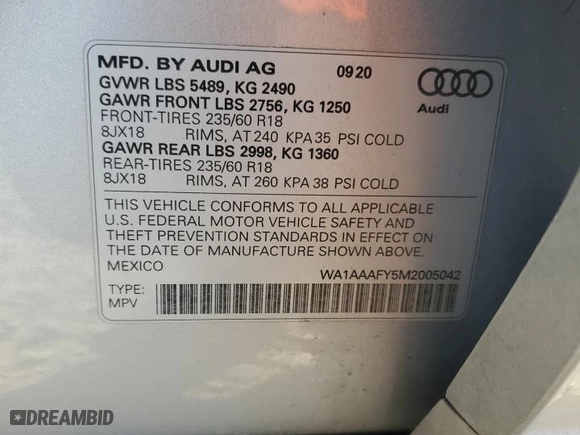 MFD. BY AUDI AG 0920
GVWR LBS 5489, KG 2490
GAWR FRONT LBS 2756, KG 1250
FRONT-TIRES 235/60 R18
8JX18 RIMS, AT 240 KPA 35 PSI COLD
GAWR REAR LBS 2998, KG 1360
REAR-TIRES 235/60 R18
8JX18 RIMS, AT 260 KPA 38 PSI COLD
Audi
THIS VEHICLE CONFORMS TO ALL APPLICABLE
U.S. FEDERAL MOTOR VEHICLE SAFETY AND
THEFT PREVENTION STANDARDS IN EFFECT ON
THE DATE OF MANUFACTURE SHOWN ABOVE.
MEXICO WA1AAAFY5M2005042
TYPE:
MPV
DREAMBID